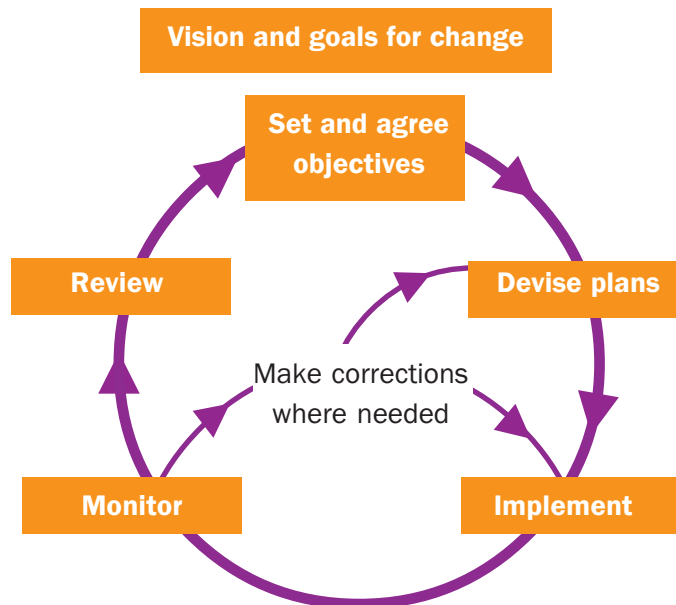 Vision and goals for change
Set and agree
objectives
Review
Devise plans
Make corrections
where needed
Monitor
Implement